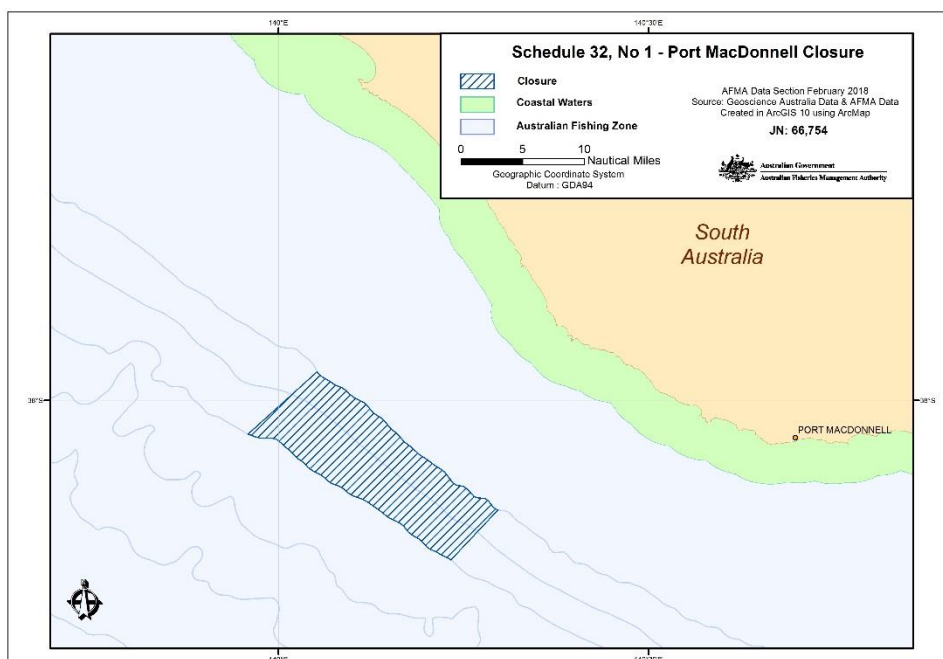 140°E
140°30'E
Schedule 32, No 1 - Port MacDonnell Closure
Closure
Coastal Waters
Australian Fishing Zone
0 5 10
Nautical Miles
Geographic Coordinate System
Datum : GDA94
AFMA Data Section February 2018
Source: Geoscience Australia Data & AFMA Data
Created in ArcGIS 10 using ArcMap
JN: 66,754
Australian Government
Australian Fisheries Management Authority
South
Australia
38°S
38°S
PORT MACDONNELL